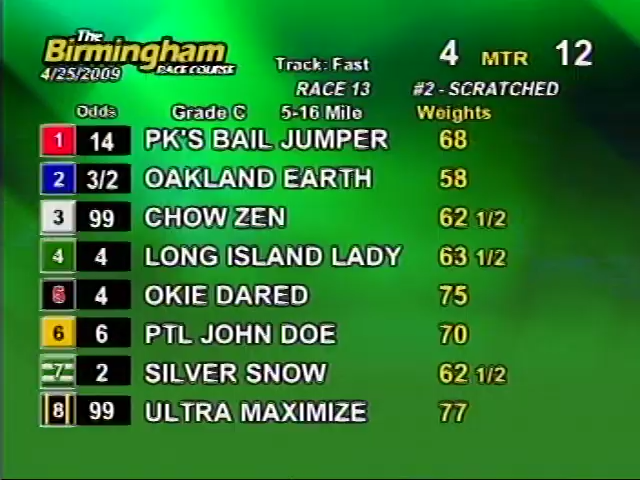 The
Birmingham
RACE COURSE
4/25/2009
Track: Fast
4 MTR 12
RACE 13 #2 - SCRATCHED
Odds Grade C 5-16 Mile Weights
1 14 PK'S BAIL JUMPER 68
2 3/2 OAKLAND EARTH 58
3 99 CHOW ZEN 62 1/2
4 4 LONG ISLAND LADY 63 1/2
5 4 OKIE DARED 75
6 6 PTL JOHN DOE 70
7 2 SILVER SNOW 62 1/2
8 99 ULTRA MAXIMIZE 77